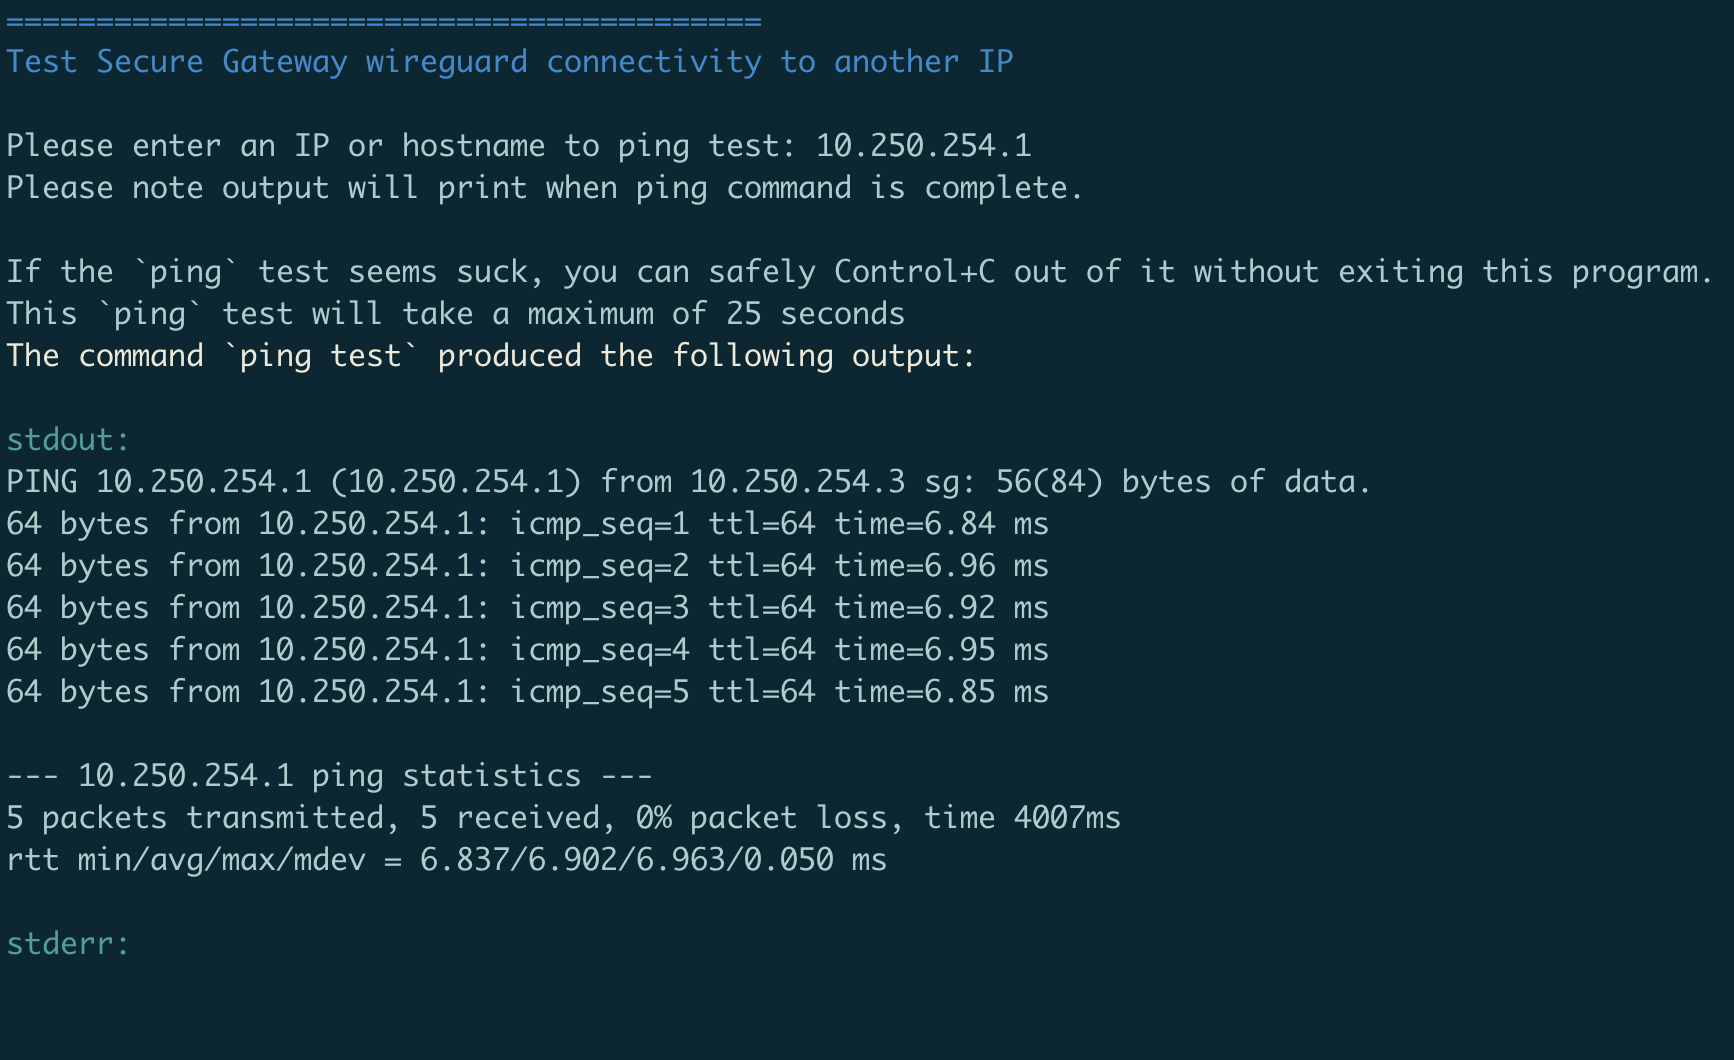 ==========================================
Test Secure Gateway wireguard connectivity to another IP
Please enter an IP or hostname to ping test: 10.250.254.1
Please note output will print when ping command is complete.
If the `ping` test seems suck, you can safely Control+C out of it without exiting this program.
This `ping` test will take a maximum of 25 seconds
The command `ping test` produced the following output:
stdout:
PING 10.250.254.1 (10.250.254.1) from 10.250.254.3 sg: 56(84) bytes of data.
64 bytes from 10.250.254.1: icmp_seq=1 ttl=64 time=6.84 ms
64 bytes from 10.250.254.1: icmp_seq=2 ttl=64 time=6.96 ms
64 bytes from 10.250.254.1: icmp_seq=3 ttl=64 time=6.92 ms
64 bytes from 10.250.254.1: icmp_seq=4 ttl=64 time=6.95 ms
64 bytes from 10.250.254.1: icmp_seq=5 ttl=64 time=6.85 ms
--- 10.250.254.1 ping statistics ---
5 packets transmitted, 5 received, 0% packet loss, time 4007ms
rtt min/avg/max/mdev = 6.837/6.902/6.963/0.050 ms
stderr: